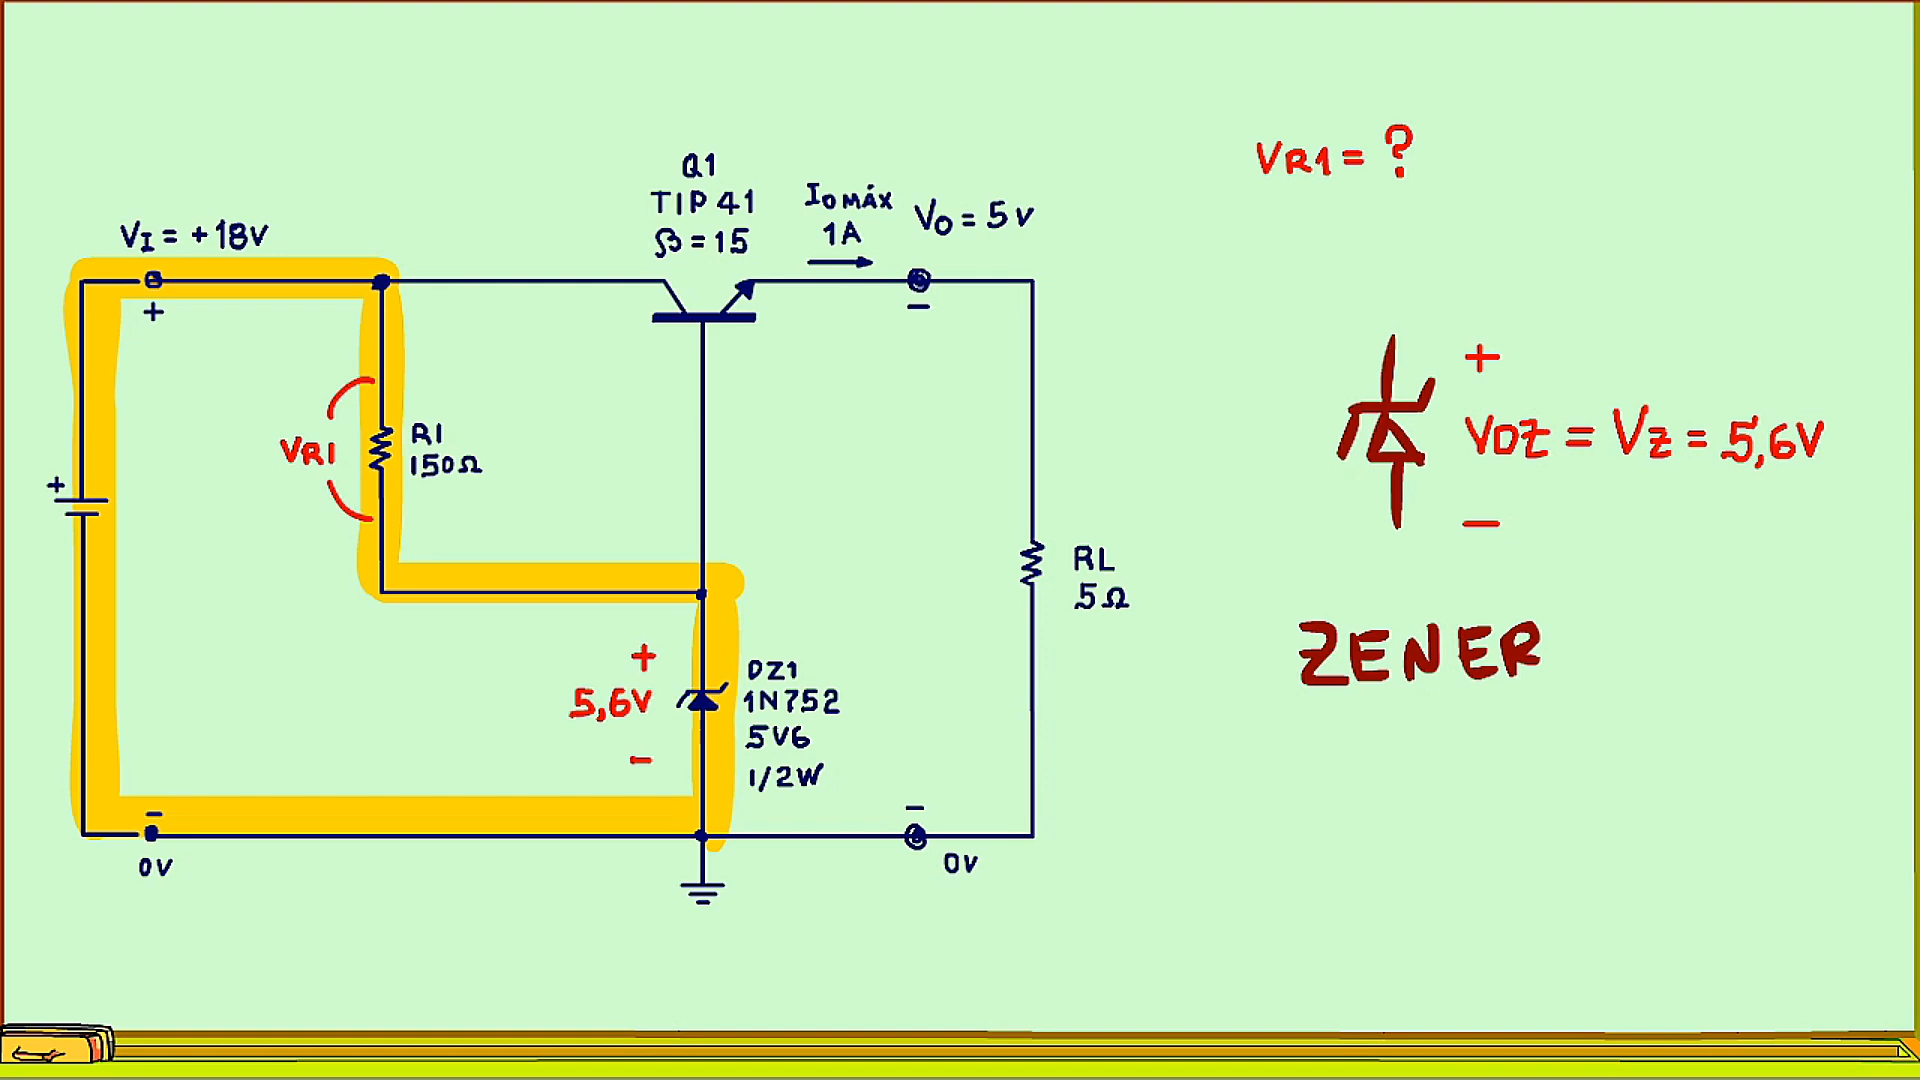 VR1 = ?
Q1
TIP 41
β = 15
IO MÁX
1A
VO = 5V
VI = +18V
+
-
+
VDZ = VZ = 5,6V
-
R1
150Ω
VR1
+
RL
5Ω
ZENER
+
5,6V
-
DZ1
1N752
5V6
1/2W
-
0V
-
0V